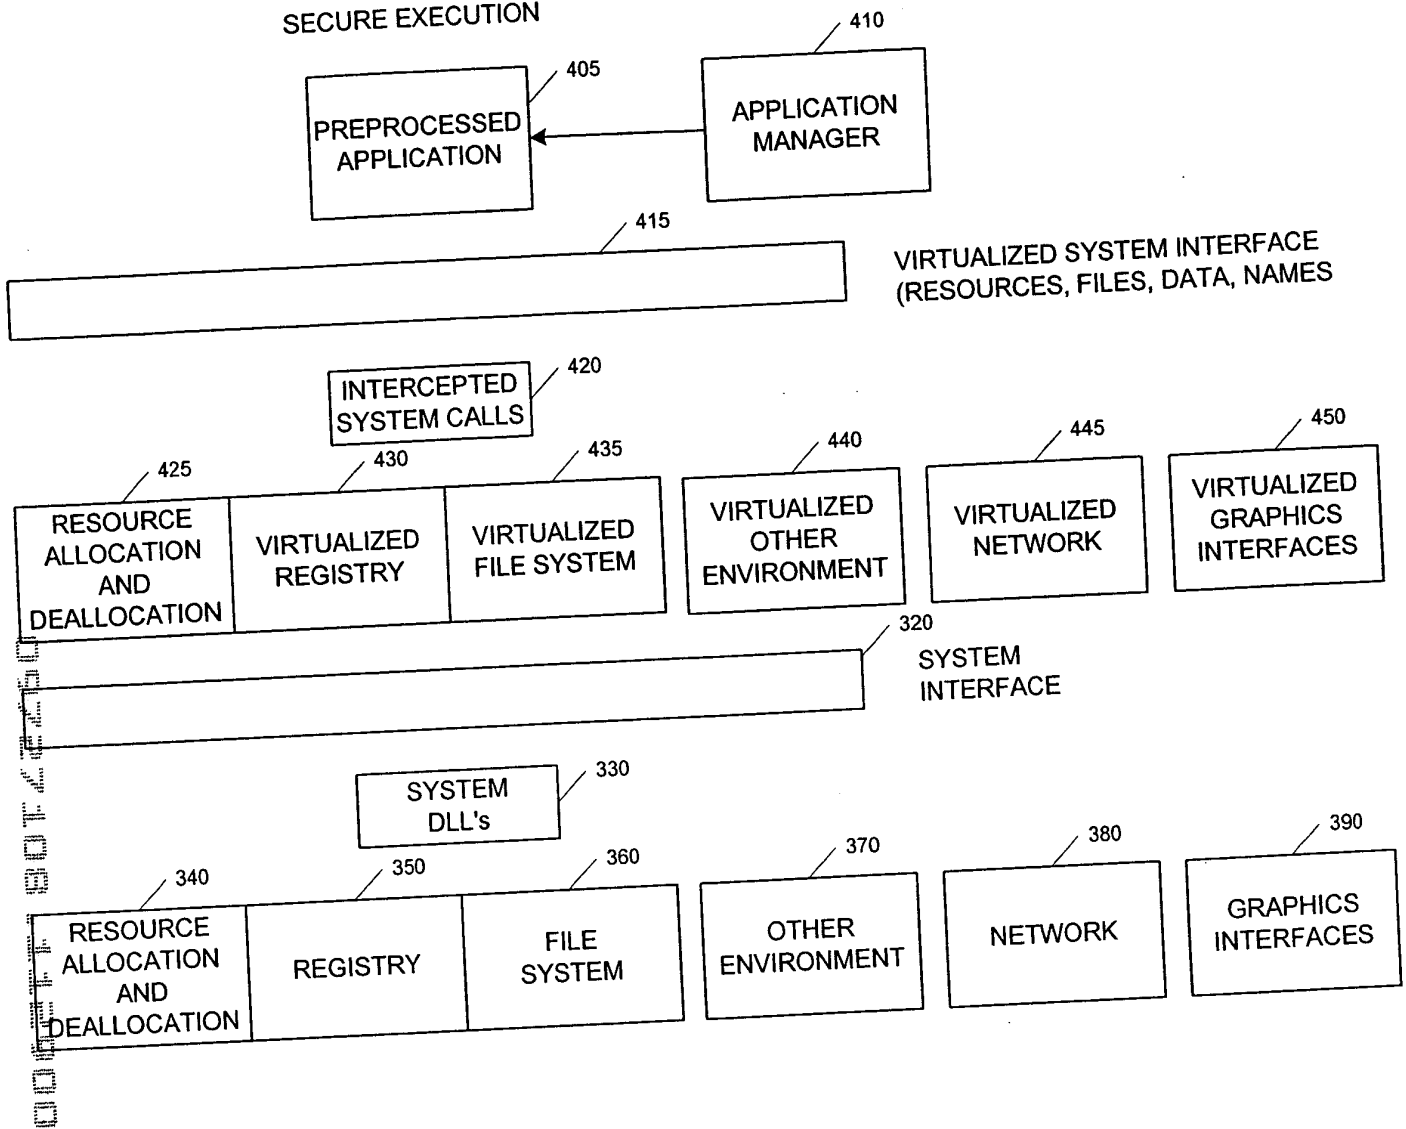 SECURE EXECUTION
410
405
PREPROCESSED
APPLICATION
APPLICATION
MANAGER
415
VIRTUALIZED SYSTEM INTERFACE
(RESOURCES, FILES, DATA, NAMES
420
INTERCEPTED
SYSTEM CALLS
425
430
435
440
445
450
RESOURCE
ALLOCATION
AND
DEALLOCATION
VIRTUALIZED
REGISTRY
VIRTUALIZED
FILE SYSTEM
VIRTUALIZED
OTHER
ENVIRONMENT
VIRTUALIZED
NETWORK
VIRTUALIZED
GRAPHICS
INTERFACES
320
SYSTEM
INTERFACE
330
SYSTEM
DLL's
340
350
360
370
380
390
RESOURCE
ALLOCATION
AND
DEALLOCATION
REGISTRY
FILE
SYSTEM
OTHER
ENVIRONMENT
NETWORK
GRAPHICS
INTERFACES